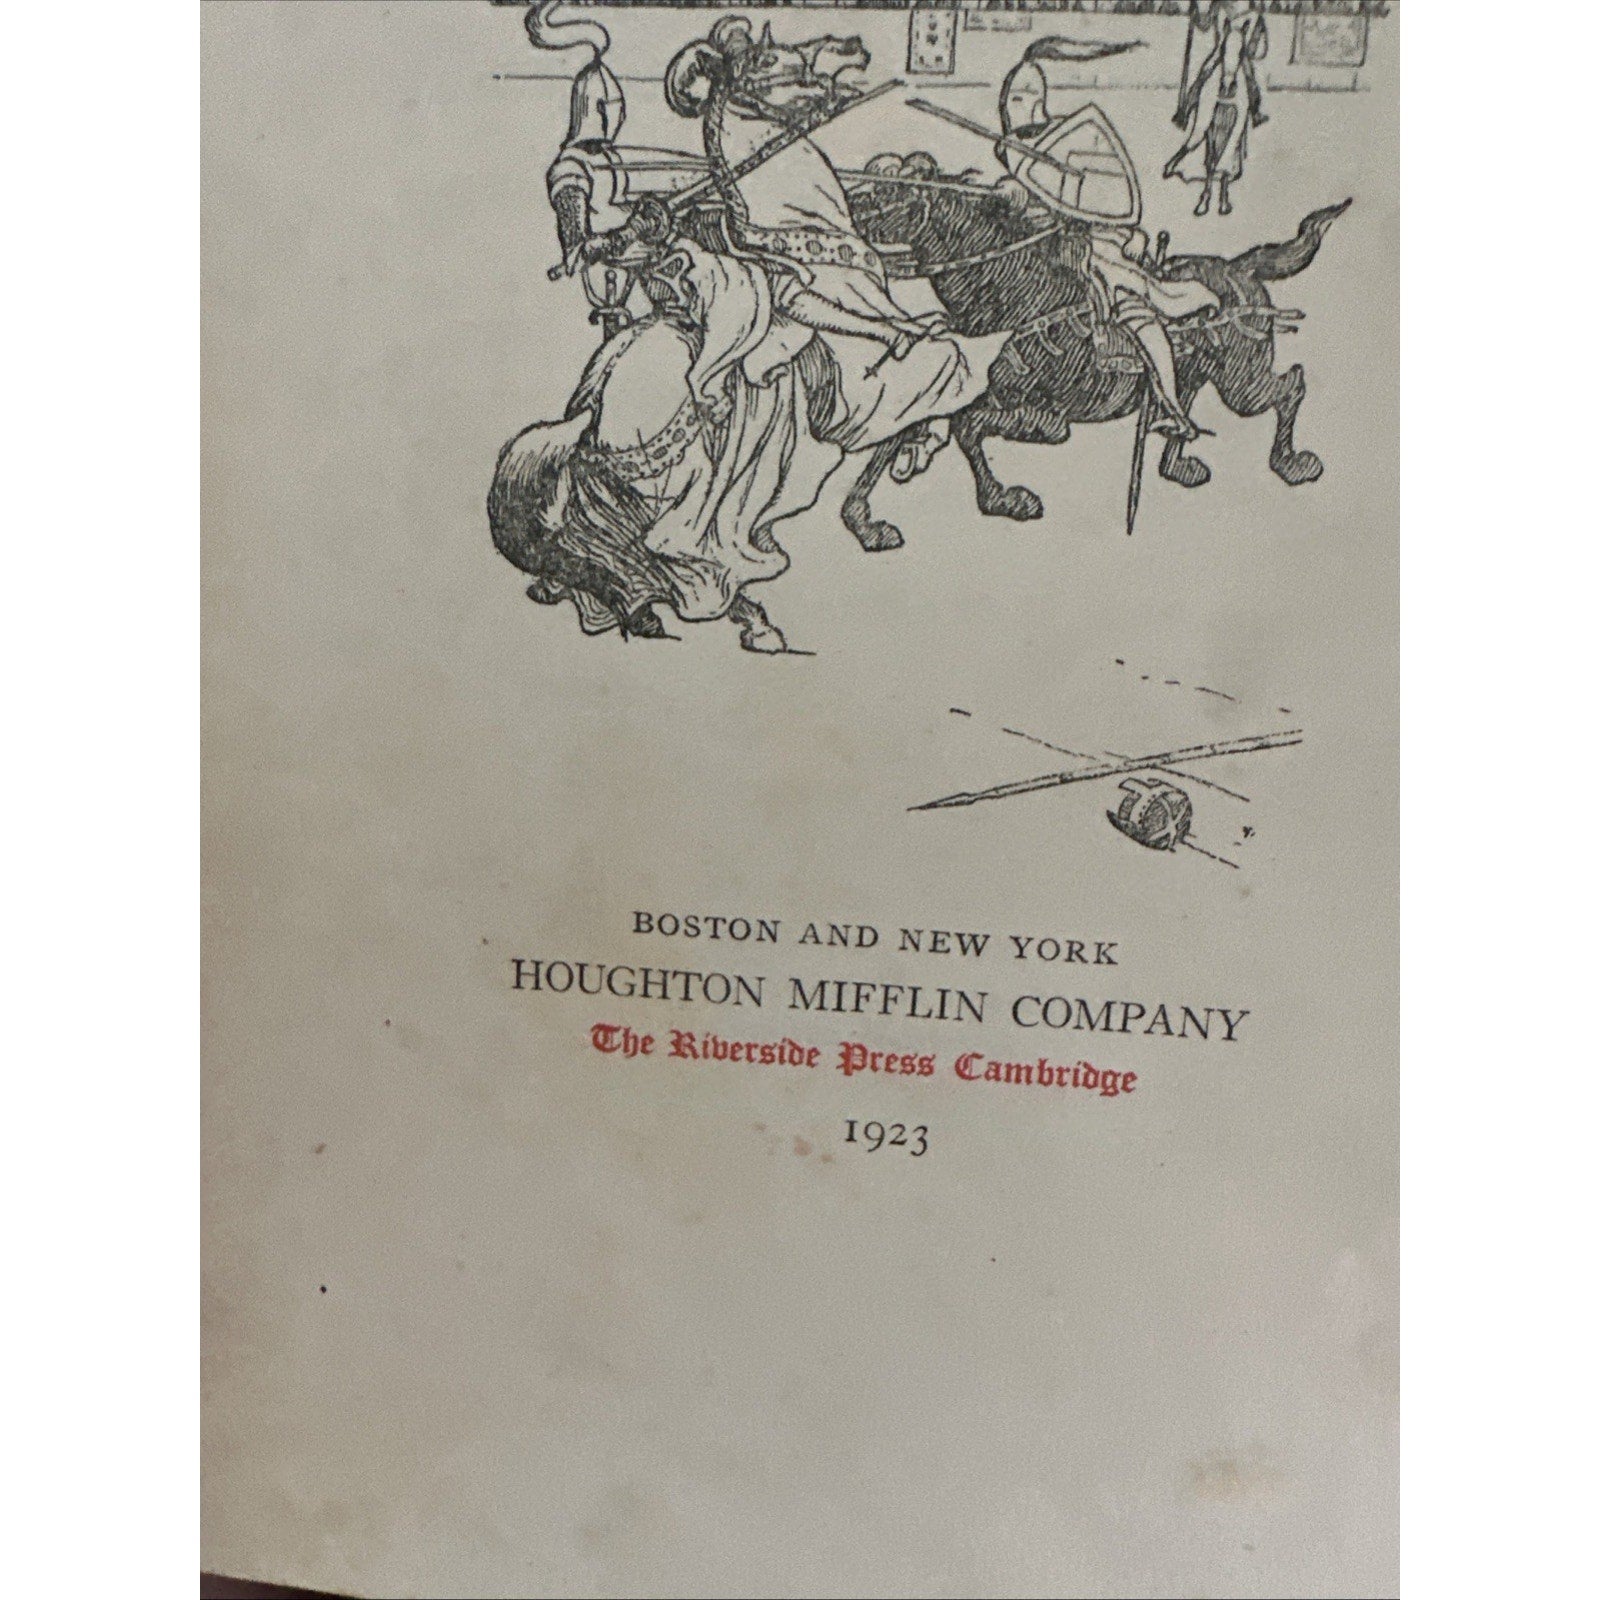 BOSTON AND NEW YORK
HOUGHTON MIFFLIN COMPANY
The Riverside Press Cambridge
1923